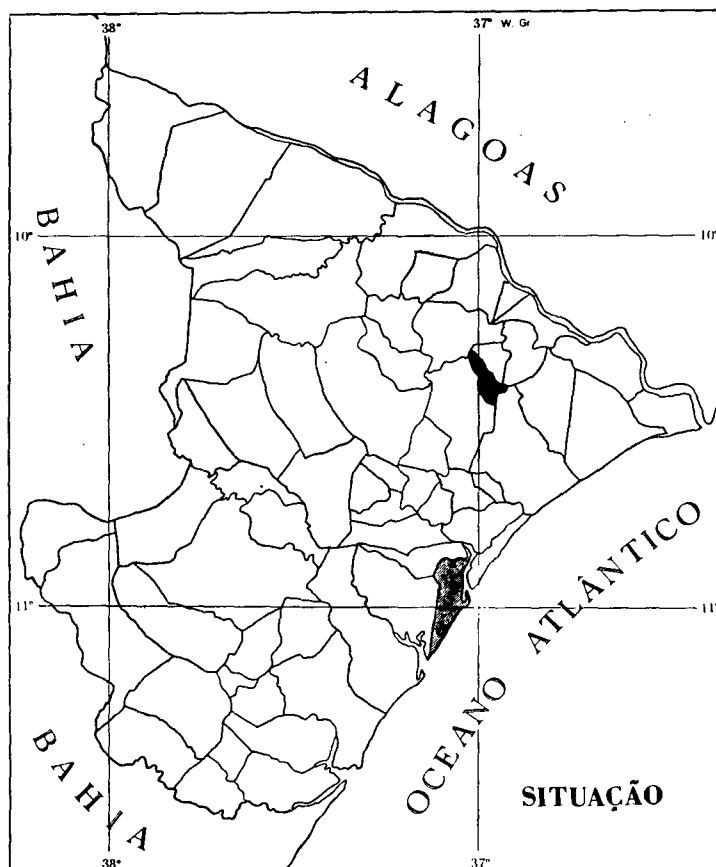 38°
37° W. Gr
ALAGOAS
BAHIA
10°
10°
OCEANO ATLÂNTICO
11°
11°
BAHIA
SITUAÇÃO
38°
37°